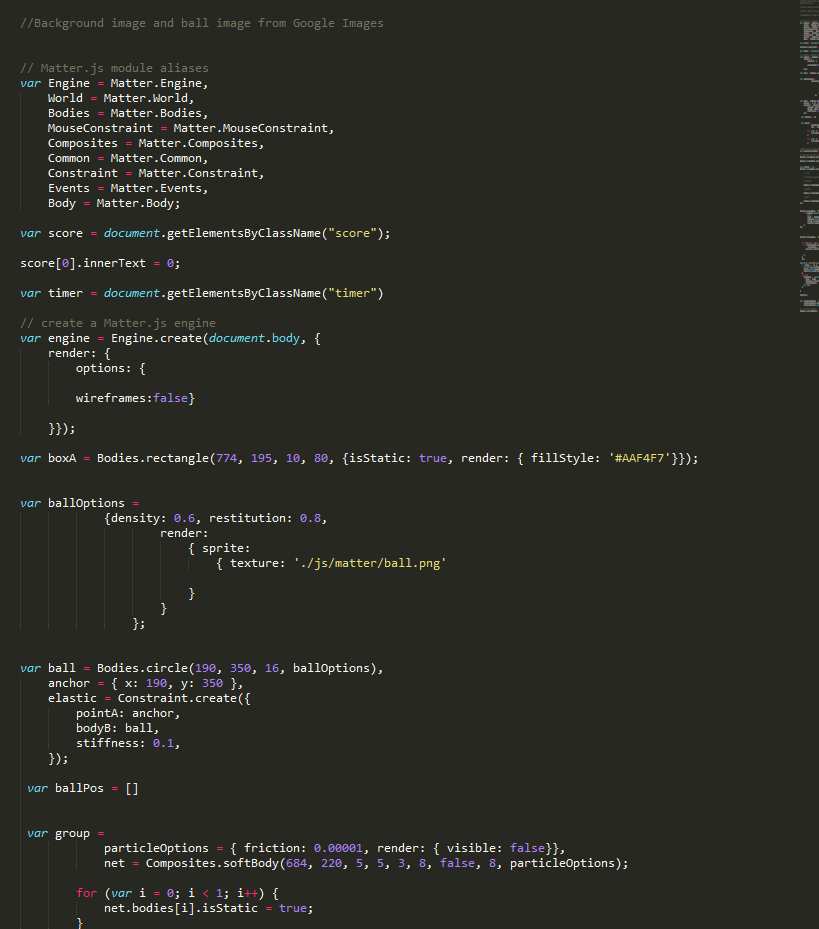 //Background image and ball image from Google Images
// Matter.js module aliases
var Engine = Matter.Engine,
World = Matter.World,
Bodies = Matter.Bodies,
MouseConstraint = Matter.MouseConstraint,
Composites = Matter.Composites,
Common = Matter.Common,
Constraint = Matter.Constraint,
Events = Matter.Events,
Body = Matter.Body;
var score = document.getElementsByClassName("score");
score[0].innerText = 0;
var timer = document.getElementsByClassName("timer")
// create a Matter.js engine
var engine = Engine.create(document.body, {
render: {
options: {
wireframes:false}
}});
var boxA = Bodies.rectangle(774, 195, 10, 80, {isStatic: true, render: { fillStyle: '#AAF4F7'}});
var ballOptions =
{density: 0.6, restitution: 0.8,
render:
{ sprite:
{ texture: './js/matter/ball.png'
}
}
};
var ball = Bodies.circle(190, 350, 16, ballOptions),
anchor = { x: 190, y: 350 },
elastic = Constraint.create({
pointA: anchor,
bodyB: ball,
stiffness: 0.1,
});
var ballPos = []
var group =
particleOptions = { friction: 0.00001, render: { visible: false}},
net = Composites.softBody(684, 220, 5, 5, 3, 8, false, 8, particleOptions);
for (var i = 0; i < 1; i++) {
net.bodies[i].isStatic = true;
}